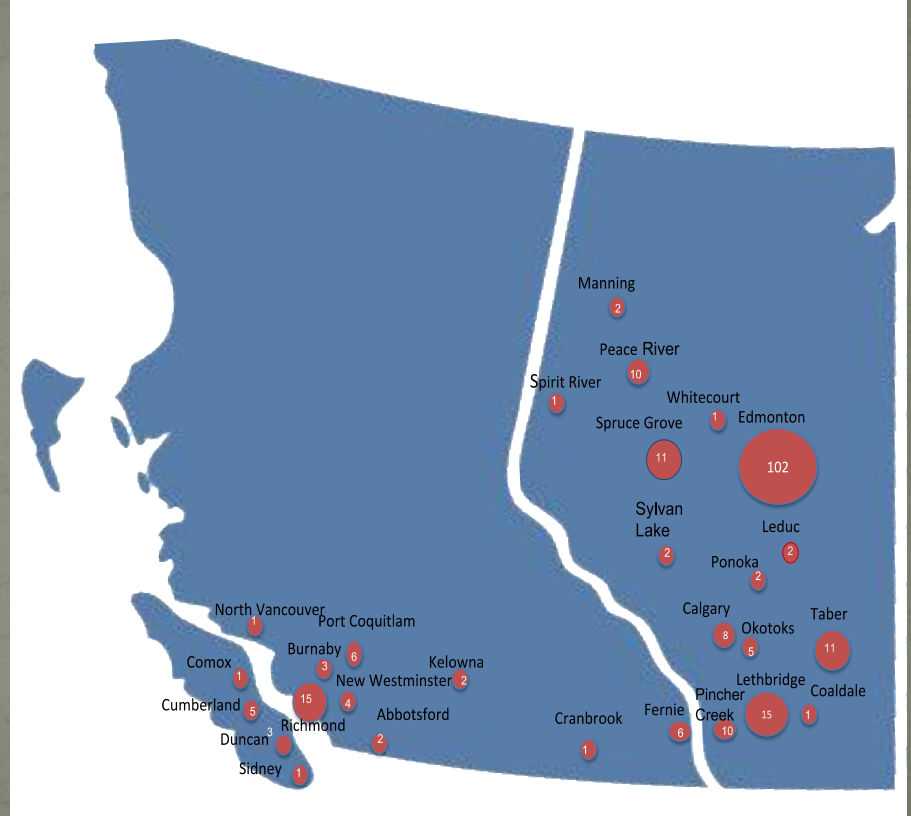 Manning
2
Peace River
10
Spirit River
1
Whitecourt
1
Edmonton
102
Spruce Grove
11
Sylvan
Lake
2
Leduc
2
Ponoka
2
Calgary
8
Okotoks
5
Taber
11
Lethbridge
15
Coaldale
1
Pincher
Creek
10
Fernie
6
Cranbrook
1
North Vancouver
1
Port Coquitlam
6
Burnaby
3
Kelowna
2
New Westminster
4
Comox
1
Cumberland
5
15
Richmond
Abbotsford
2
Duncan
3
Sidney
1